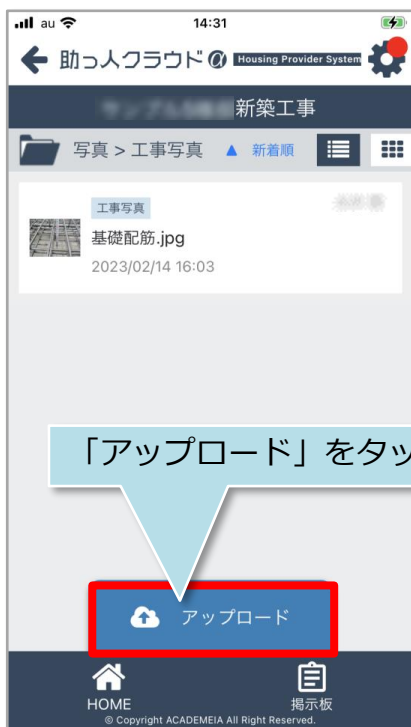 au 14:31
助っ人クラウドα Housing Provider System
新築工事
写真 > 工事写真 ▲ 新着順
工事写真
基礎配筋.jpg
2023/02/14 16:03
「アップロード」をタッ
アップロード
HOME 掲示板
© Copyright ACADEMEIA All Right Reserved.